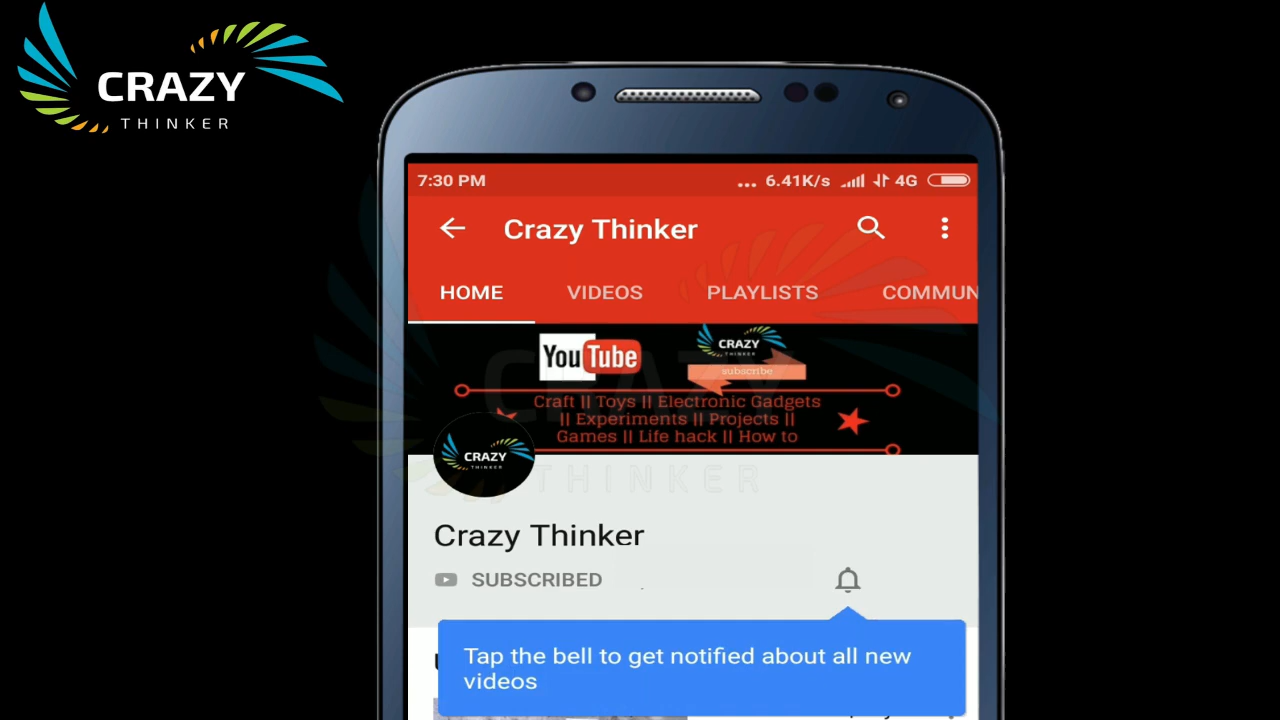 CRAZY
THINKER
7:30 PM ... 6.41K/s 4G
Crazy Thinker
HOME VIDEOS PLAYLISTS COMMUN
YouTube
CRAZY
THINKER
subscribe
Craft || Toys || Electronic Gadgets
|| Experiments || Projects ||
Games || Life hack || How to
CRAZY
THINKER
CRAZY
THINKER
Crazy Thinker
SUBSCRIBED
Tap the bell to get notified about all new
videos